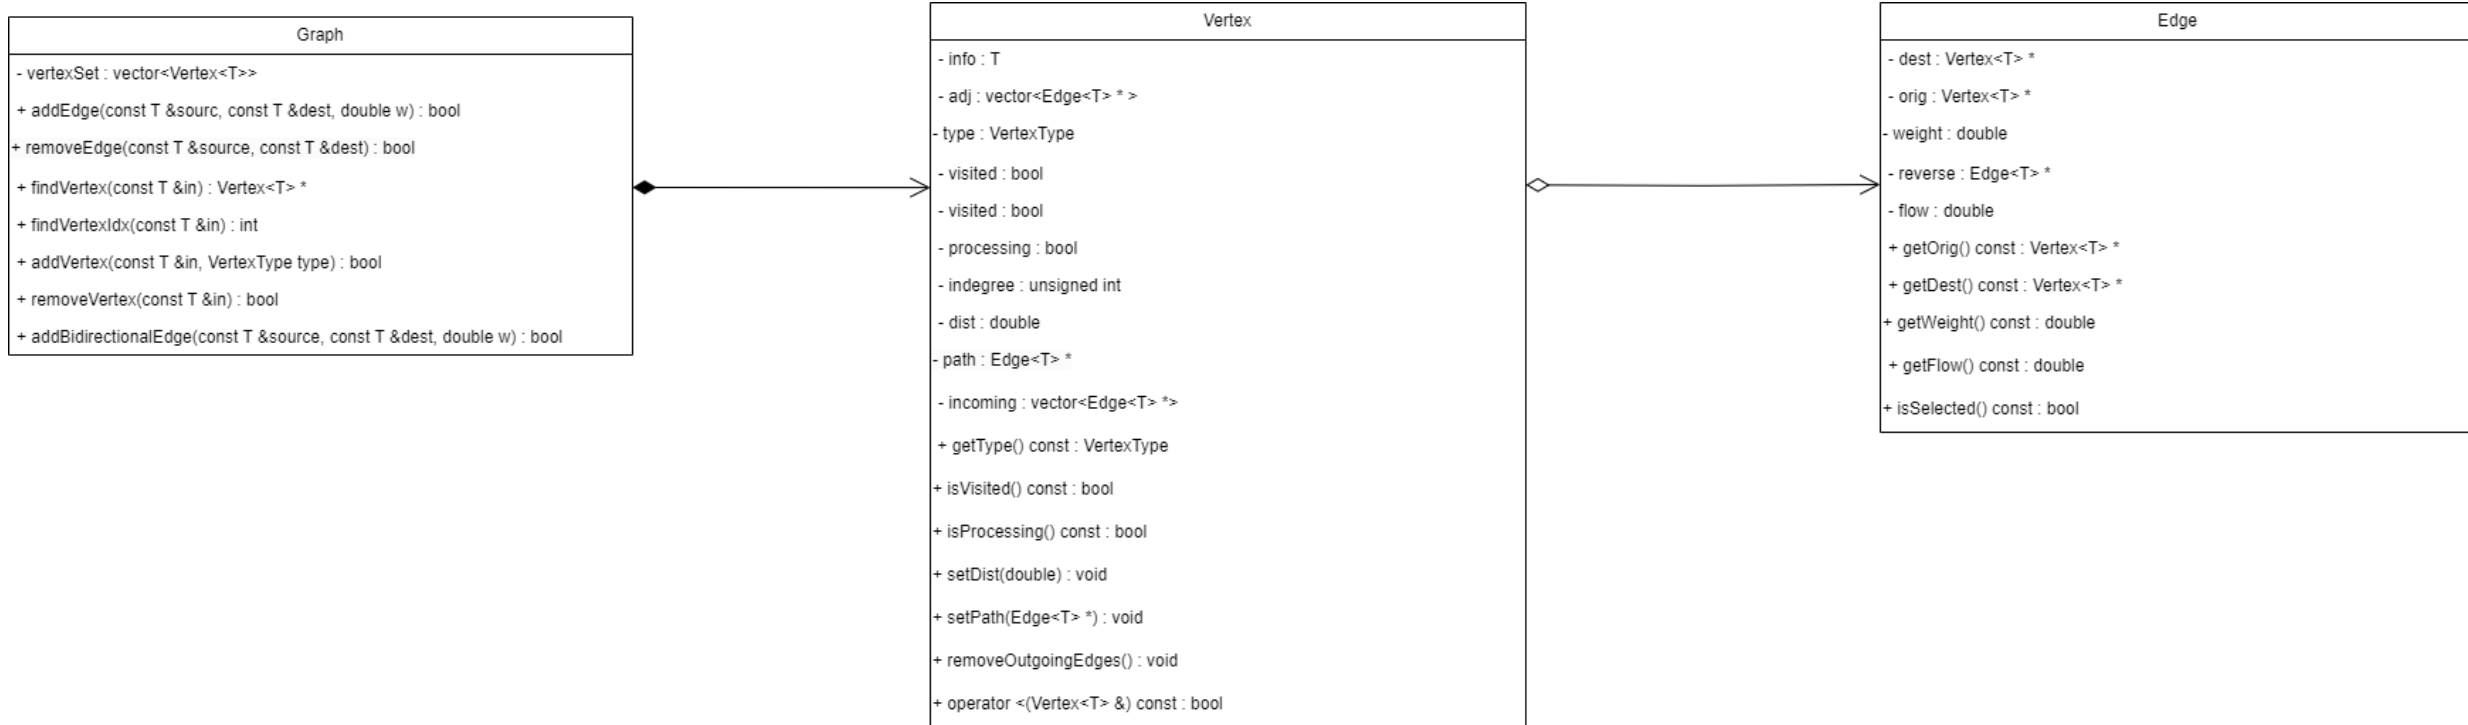 Graph
- vertexSet : vector<Vertex<T>>
+ addEdge(const T &sourc, const T &dest, double w) : bool
+ removeEdge(const T &source, const T &dest) : bool
+ findVertex(const T &in) : Vertex<T> *
+ findVertexIdx(const T &in) : int
+ addVertex(const T &in, VertexType type) : bool
+ removeVertex(const T &in) : bool
+ addBidirectionalEdge(const T &source, const T &dest, double w) : bool
Vertex
- info : T
- adj : vector<Edge<T> * >
- type : VertexType
- visited : bool
- visited : bool
- processing : bool
- indegree : unsigned int
- dist : double
- path : Edge<T> *
- incoming : vector<Edge<T> *>
+ getType() const : VertexType
+ isVisited() const : bool
+ isProcessing() const : bool
+ setDist(double) : void
+ setPath(Edge<T> *) : void
+ removeOutgoingEdges() : void
+ operator <(Vertex<T> &) const : bool
Edge
- dest : Vertex<T> *
- orig : Vertex<T> *
- weight : double
- reverse : Edge<T> *
- flow : double
+ getOrig() const : Vertex<T> *
+ getDest() const : Vertex<T> *
+ getWeight() const : double
+ getFlow() const : double
+ isSelected() const : bool